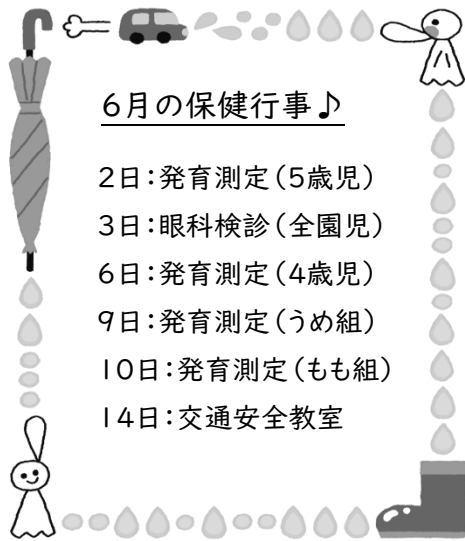 6月の保健行事♪
2日：発育測定（5歳児）
3日：眼科検診（全園児）
6日：発育測定（4歳児）
9日：発育測定（うめ組）
10日：発育測定（もも組）
14日：交通安全教室